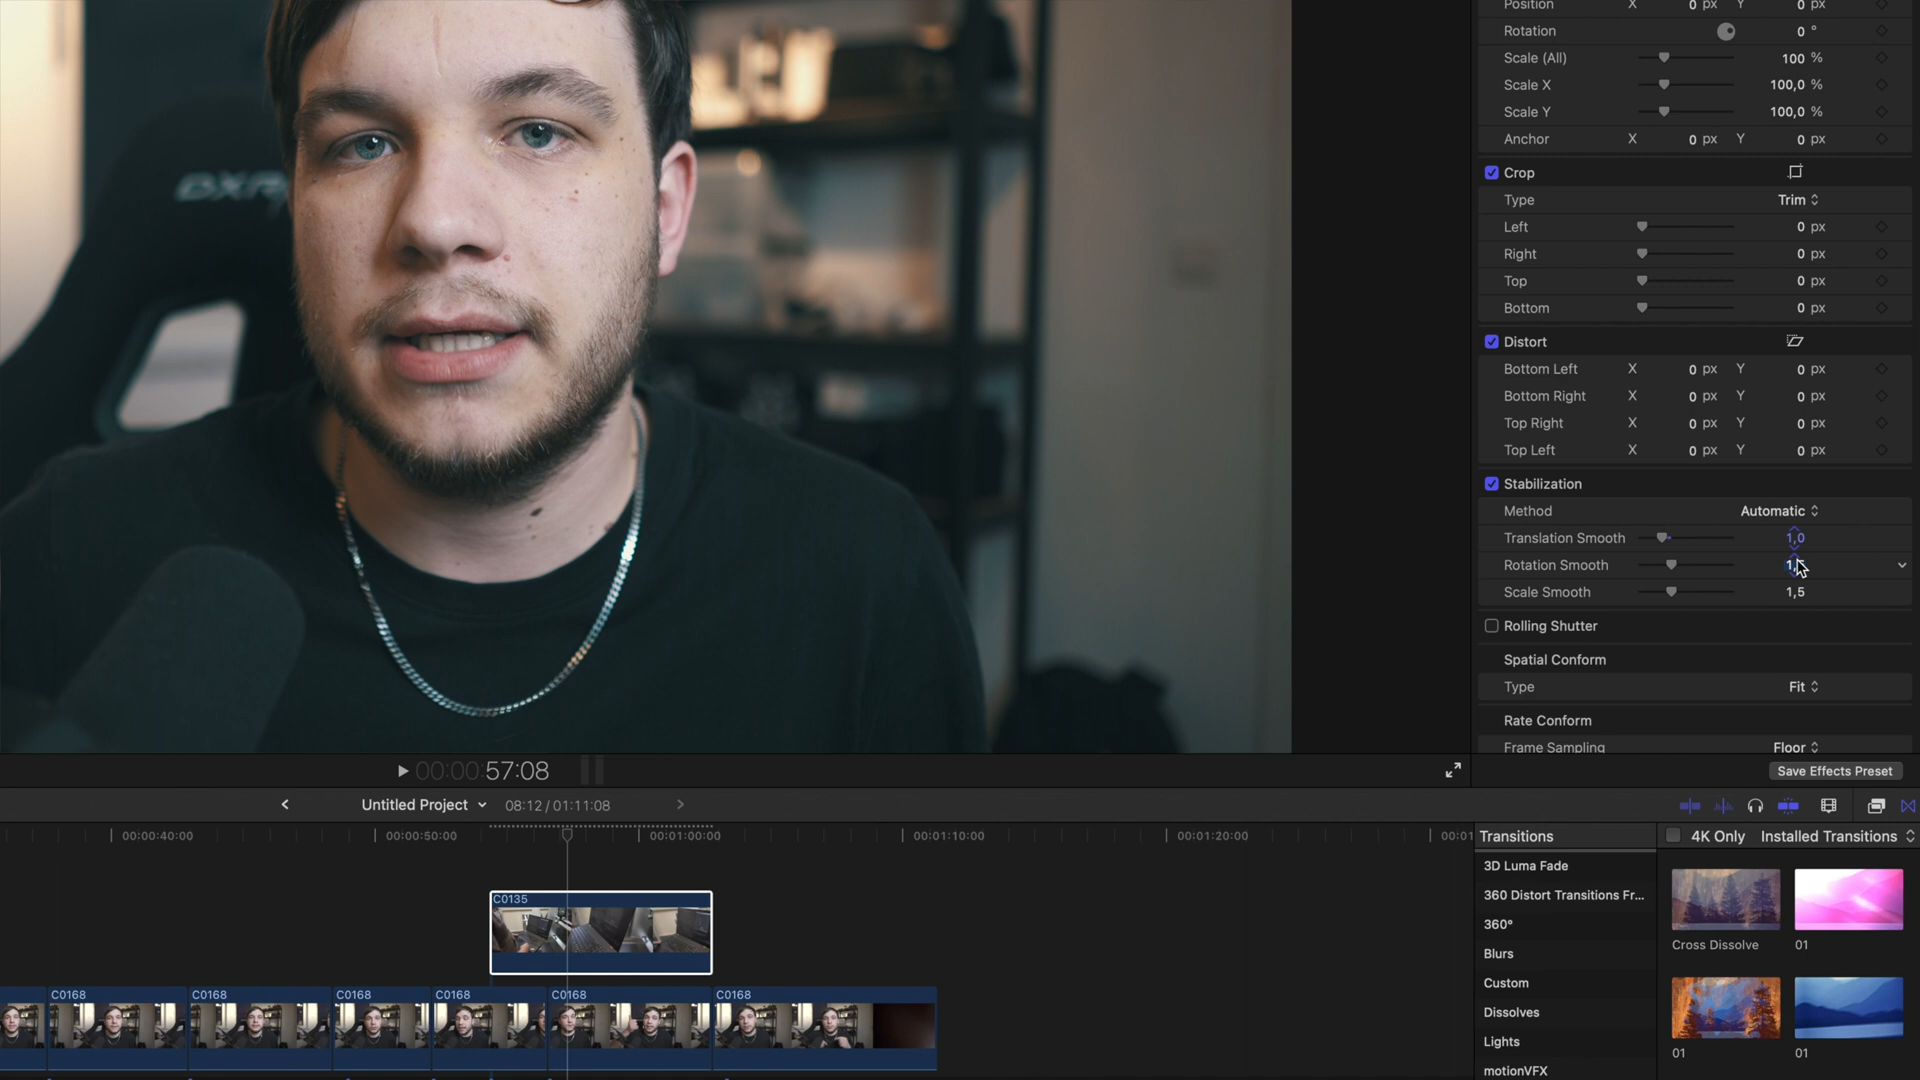 Position X 0 px Y 0 px
Rotation 0 °
Scale (All) 100 %
Scale X 100,0 %
Scale Y 100,0 %
Anchor X 0 px Y 0 px
Crop
Type Trim
Left 0 px
Right 0 px
Top 0 px
Bottom 0 px
Distort
Bottom Left X 0 px Y 0 px
Bottom Right X 0 px Y 0 px
Top Right X 0 px Y 0 px
Top Left X 0 px Y 0 px
Stabilization
Method Automatic
Translation Smooth 1,0
Rotation Smooth
Scale Smooth 1,5
Rolling Shutter
Spatial Conform
Type Fit
Rate Conform
Frame Sampling Floor
00:00:57:08
Save Effects Preset
Untitled Project 08:12 / 01:11:08
00:00:40:00 00:00:50:00 00:01:00:00 00:01:10:00 00:01:20:00
Transitions 4K Only Installed Transitions
3D Luma Fade
360 Distort Transitions Fr...
360°
Blurs
Custom
Dissolves
Lights
motionVFX
Cross Dissolve 01
01 01
C0135
C0168 C0168 C0168 C0168 C0168 C0168